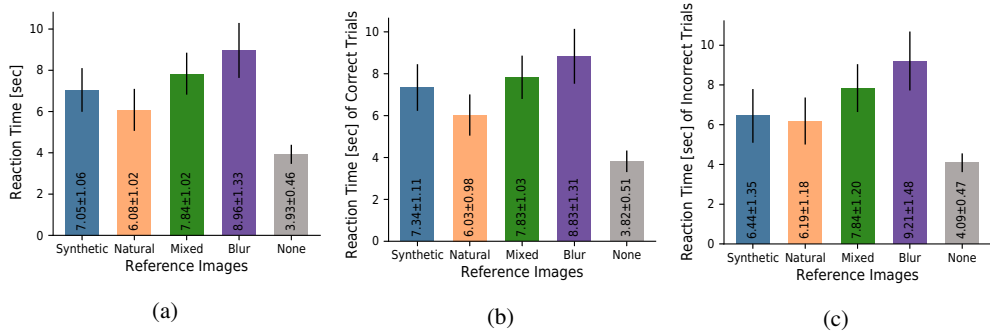 Reaction Time [sec]
10
8
6
4
2
0
7.05±1.06
6.08±1.02
7.84±1.02
8.96±1.33
3.93±0.46
Synthetic Natural Mixed Blur None
Reference Images
(a)
Reaction Time [sec] of Correct Trials
10
8
6
4
2
0
7.34±1.11
6.03±0.98
7.83±1.03
8.83±1.31
3.82±0.51
Synthetic Natural Mixed Blur None
Reference Images
(b)
Reaction Time [sec] of Incorrect Trials
10
8
6
4
2
0
6.44±1.35
6.19±1.18
7.84±1.20
9.21±1.48
4.09±0.47
Synthetic Natural Mixed Blur None
Reference Images
(c)